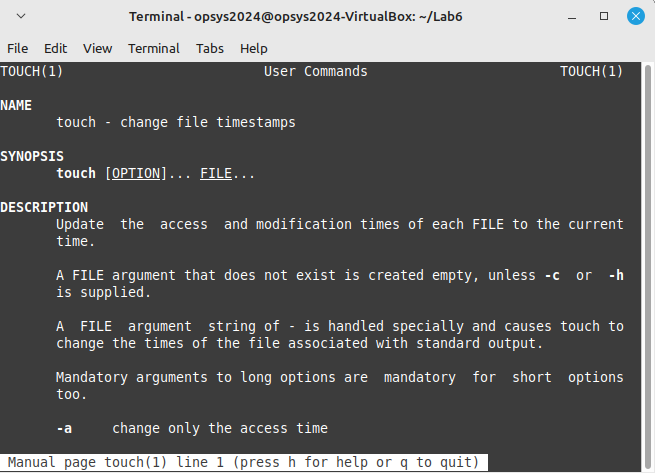 Terminal - opsys2024@opsys2024-VirtualBox: ~/Lab6
File Edit View Terminal Tabs Help
TOUCH(1) User Commands TOUCH(1)
NAME
touch - change file timestamps
SYNOPSIS
touch [OPTION]... FILE...
DESCRIPTION
Update the access and modification times of each FILE to the current
time.
A FILE argument that does not exist is created empty, unless -c or -h
is supplied.
A FILE argument string of - is handled specially and causes touch to
change the times of the file associated with standard output.
Mandatory arguments to long options are mandatory for short options
too.
-a change only the access time
Manual page touch(1) line 1 (press h for help or q to quit)